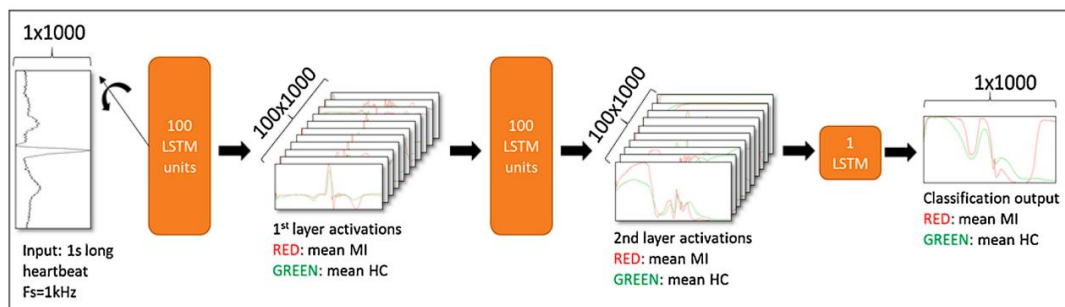 1x1000
Input: 1s long
heartbeat
Fs=1kHz
100
LSTM
units
100x1000
1st layer activations
RED: mean MI
GREEN: mean HC
100
LSTM
units
100x1000
2nd layer activations
RED: mean MI
GREEN: mean HC
1
LSTM
1x1000
Classification output
RED: mean MI
GREEN: mean HC